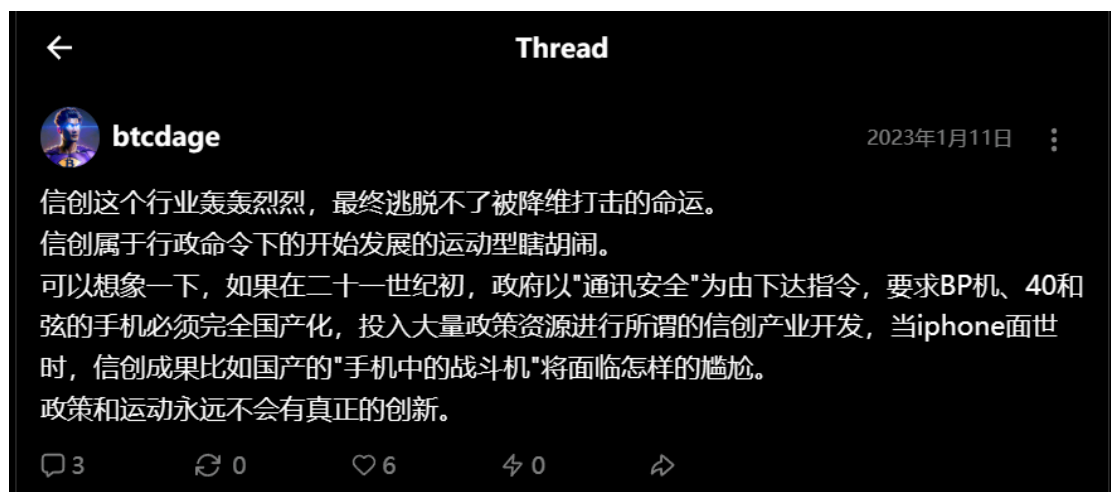 Thread
btcdage
2023年1月11日
信创这个行业轰轰烈烈，最终逃脱不了被降维打击的命运。
信创属于行政命令下的开始发展的运动型瞎胡闹。
可以想象一下，如果在二十一世纪初，政府以"通讯安全"为由下达指令，要求BP机、40和
弦的手机必须完全国产化，投入大量政策资源进行所谓的信创产业开发，当iphone面世
时，信创成果比如国产的"手机中的战斗机"将面临怎样的尴尬。
政策和运动永远不会有真正的创新。
3 0 6 0